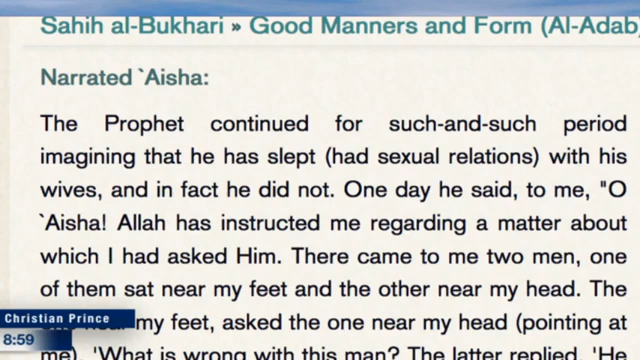 Sahih al-Bukhari » Good Manners and Form (Al-Adab
Narrated `Aisha:
The Prophet continued for such-and-such period
imagining that he has slept (had sexual relations) with his
wives, and in fact he did not. One day he said, to me, "O
`Aisha! Allah has instructed me regarding a matter about
which I had asked Him. There came to me two men, one
of them sat near my feet and the other near my head. The
my feet, asked the one near my head (pointing at
me), 'What is wrong with this man? The latter replied, 'He
Christian Prince
8:59